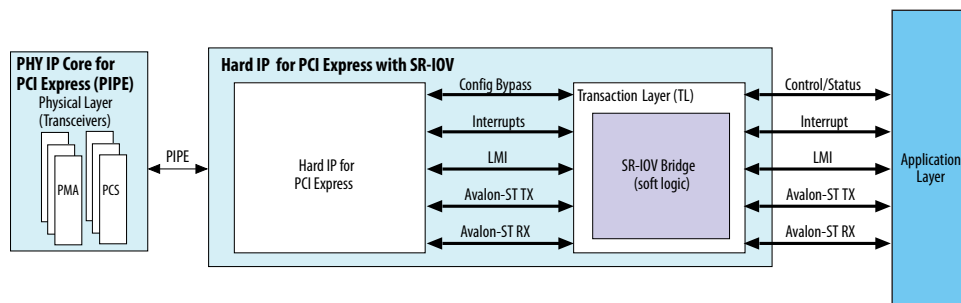 PHY IP Core for
PCI Express (PIPE)
Physical Layer
(Transceivers)
PMA
PCS
PIPE
Hard IP for PCI Express with SR-IOV
Hard IP for
PCI Express
Config Bypass
Interrupts
LMI
Avalon-ST TX
Avalon-ST RX
Transaction Layer (TL)
SR-IOV Bridge
(soft logic)
Control/Status
Interrupt
LMI
Avalon-ST TX
Avalon-ST RX
Application
Layer